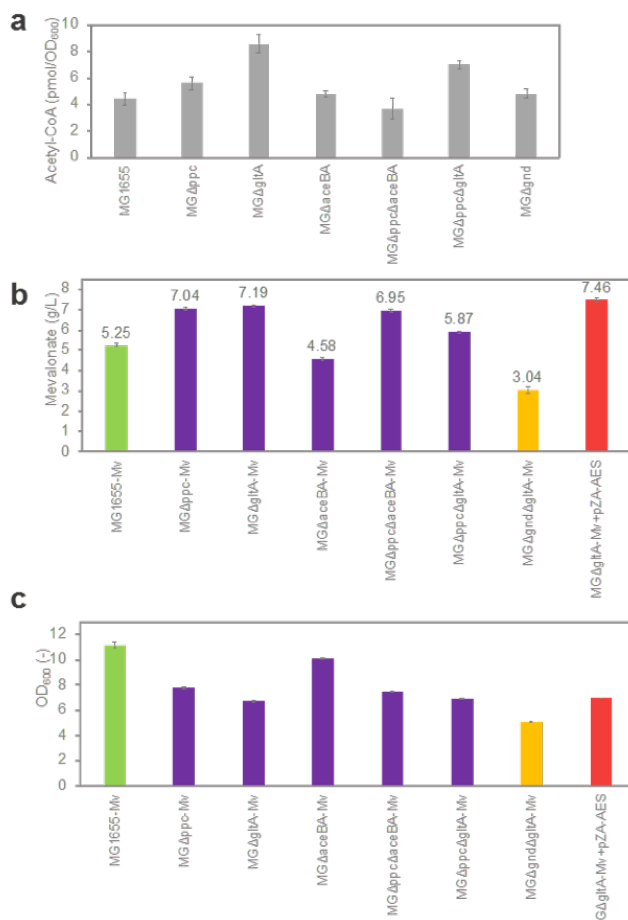 a
10
8
6
4
2
0
Acetyl-CoA (pmol/OD₆₀₀)
MG1655
MGΔppc
MGΔgltA
MGΔaceBA
MGΔppcΔaceBA
MGΔppcΔgltA
MGΔgnd
b
8
7
6
5
4
3
2
1
0
Mevalonate (g/L)
5.25
7.04
7.19
4.58
6.95
5.87
3.04
7.46
MG1655-Mv
MGΔppc-Mv
MGΔgltA-Mv
MGΔaceBA-Mv
MGΔppcΔaceBA-Mv
MGΔppcΔgltA-Mv
MGΔgndΔgltA-Mv
MGΔgltA-Mv+pZA-AES
c
12
10
8
6
4
2
0
OD₆₀₀ (-)
MG1655-Mv
MGΔppc-Mv
MGΔgltA-Mv
MGΔaceBA-Mv
MGΔppcΔaceBA-Mv
MGΔppcΔgltA-Mv
MGΔgndΔgltA-Mv
GΔgltA-Mv+pZA-AES